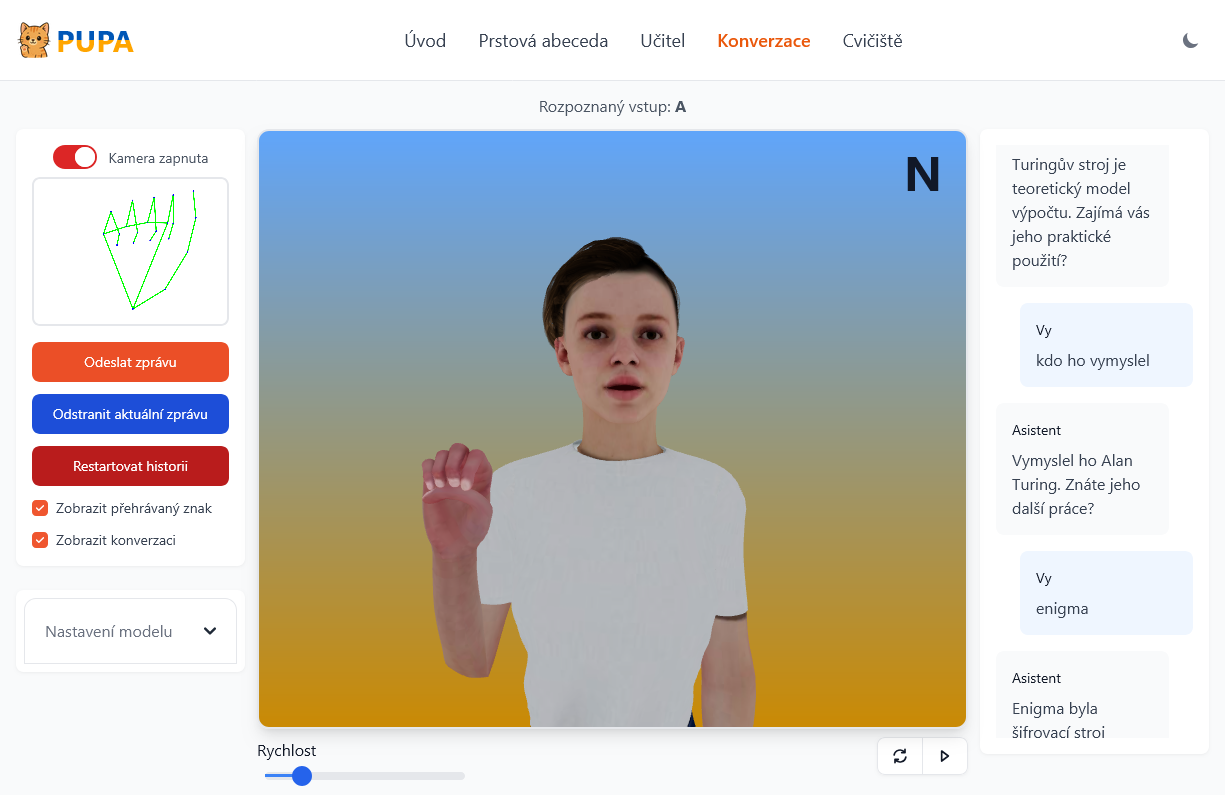 PUPA
Úvod
Prstová abeceda
Učitel
Konverzace
Cvičiště
Rozpoznaný vstup: A
Kamera zapnuta
Odeslat zprávu
Odstranit aktuální zprávu
Restartovat historii
Zobrazit přehrávaný znak
Zobrazit konverzaci
Nastavení modelu
N
Rychlost
Turingův stroj je
teoretický model
výpočtu. Zajímá vás
jeho praktické
použití?
Vy
kdo ho vymyslel
Asistent
Vymyslel ho Alan
Turing. Znáte jeho
další práce?
Vy
enigma
Asistent
Enigma byla
šifrovací stroj